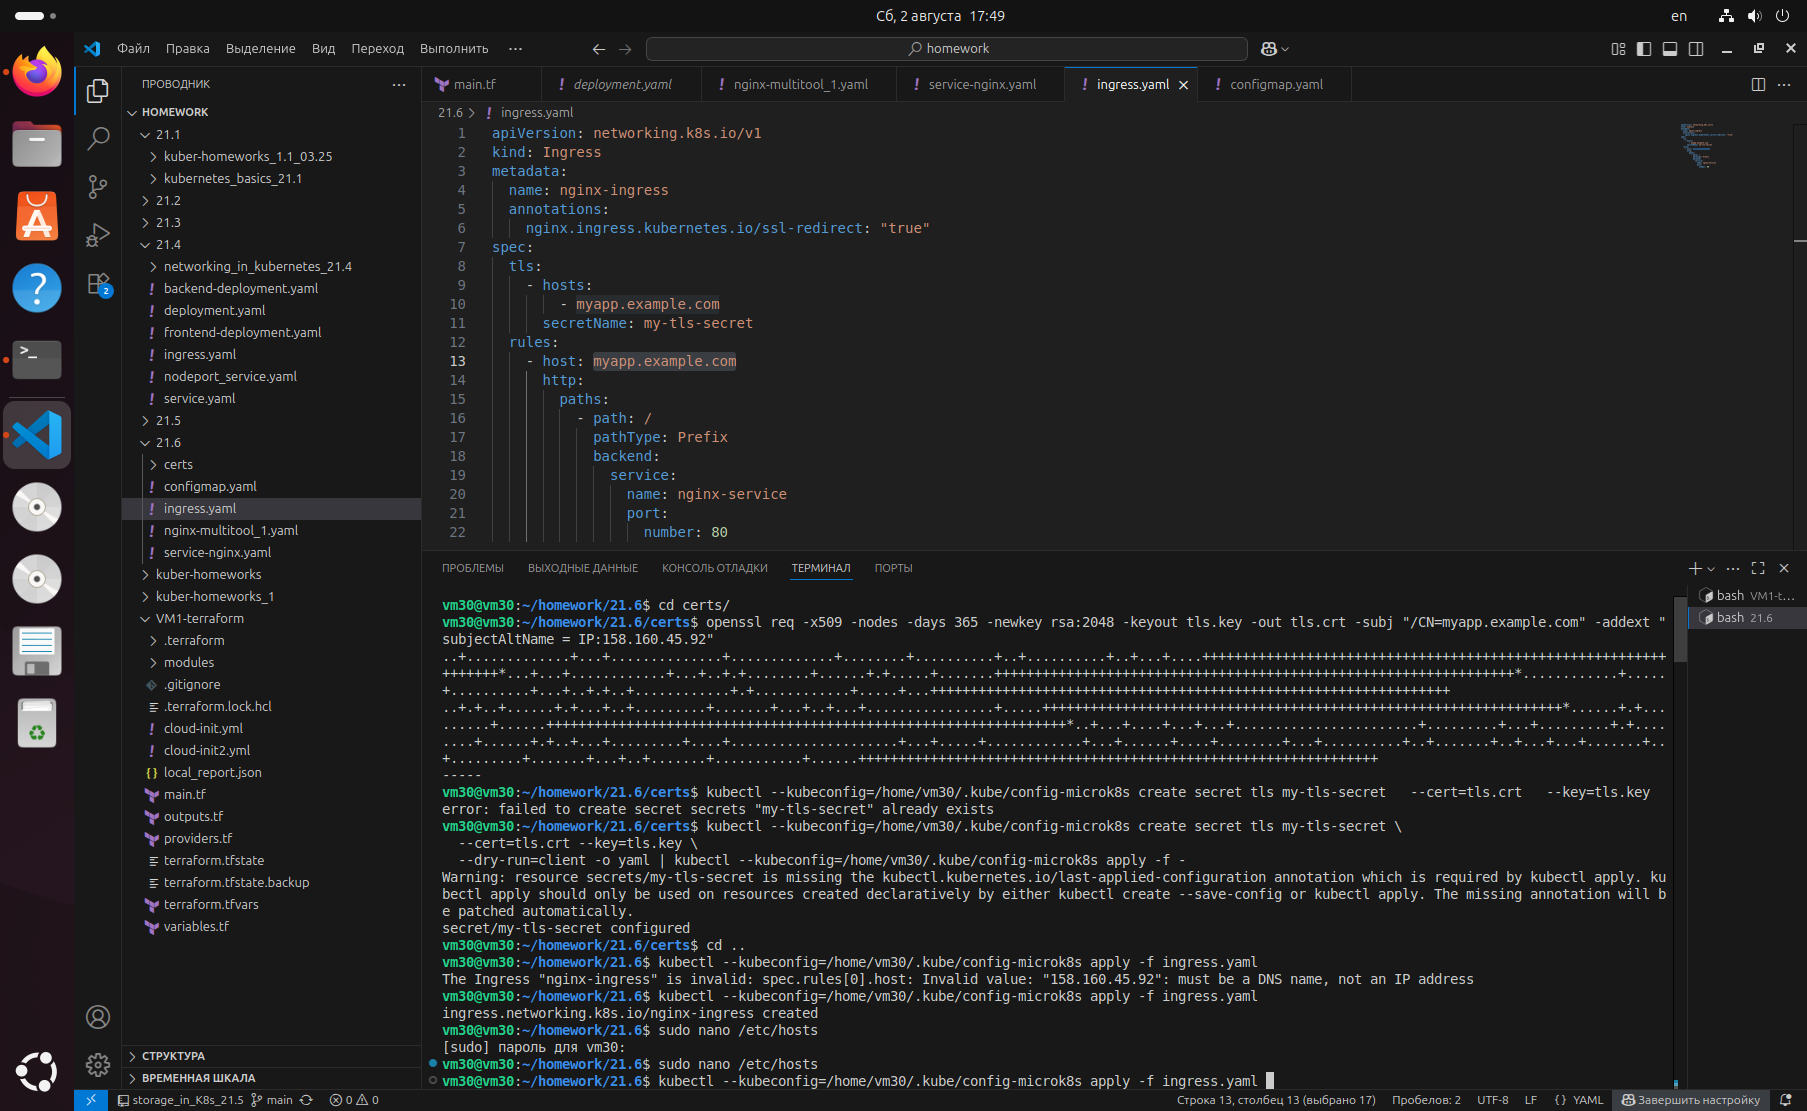 Сб, 2 августа 17:49
en
Файл Правка Выделение Вид Переход Выполнить ···
homework
ПРОВОДНИК
main.tf
deployment.yaml
nginx-multitool_1.yaml
service-nginx.yaml
ingress.yaml
configmap.yaml
HOMEWORK
21.1
kuber-homeworks_1.1_03.25
kubernetes_basics_21.1
21.2
21.3
21.4
networking_in_kubernetes_21.4
backend-deployment.yaml
deployment.yaml
frontend-deployment.yaml
ingress.yaml
nodeport_service.yaml
service.yaml
21.5
21.6
certs
configmap.yaml
ingress.yaml
nginx-multitool_1.yaml
service-nginx.yaml
kuber-homeworks
kuber-homeworks_1
VM1-terraform
.terraform
modules
.gitignore
.terraform.lock.hcl
cloud-init.yml
cloud-init2.yml
local_report.json
main.tf
outputs.tf
providers.tf
terraform.tfstate
terraform.tfstate.backup
terraform.tfvars
variables.tf
СТРУКТУРА
ВРЕМЕННАЯ ШКАЛА
2
21.6 > ingress.yaml
1 apiVersion: networking.k8s.io/v1
2 kind: Ingress
3 metadata:
4 name: nginx-ingress
5 annotations:
6 nginx.ingress.kubernetes.io/ssl-redirect: "true"
7 spec:
8 tls:
9 - hosts:
10 - myapp.example.com
11 secretName: my-tls-secret
12 rules:
13 - host: myapp.example.com
14 http:
15 paths:
16 - path: /
17 pathType: Prefix
18 backend:
19 service:
20 name: nginx-service
21 port:
22 number: 80
ПРОБЛЕМЫ ВЫХОДНЫЕ ДАННЫЕ КОНСОЛЬ ОТЛАДКИ ТЕРМИНАЛ ПОРТЫ
bash VM1-t...
bash 21.6
vm30@vm30:~/homework/21.6$ cd certs/
vm30@vm30:~/homework/21.6/certs$ openssl req -x509 -nodes -days 365 -newkey rsa:2048 -keyout tls.key -out tls.crt -subj "/CN=myapp.example.com" -addext "
subjectAltName = IP:158.160.45.92"
-----
vm30@vm30:~/homework/21.6/certs$ kubectl --kubeconfig=/home/vm30/.kube/config-microk8s create secret tls my-tls-secret   --cert=tls.crt   --key=tls.key
error: failed to create secret secrets "my-tls-secret" already exists
vm30@vm30:~/homework/21.6/certs$ kubectl --kubeconfig=/home/vm30/.kube/config-microk8s create secret tls my-tls-secret \
--cert=tls.crt --key=tls.key \
--dry-run=client -o yaml | kubectl --kubeconfig=/home/vm30/.kube/config-microk8s apply -f -
Warning: resource secrets/my-tls-secret is missing the kubectl.kubernetes.io/last-applied-configuration annotation which is required by kubectl apply. ku
bectl apply should only be used on resources created declaratively by either kubectl create --save-config or kubectl apply. The missing annotation will b
e patched automatically.
secret/my-tls-secret configured
vm30@vm30:~/homework/21.6/certs$ cd ..
vm30@vm30:~/homework/21.6$ kubectl --kubeconfig=/home/vm30/.kube/config-microk8s apply -f ingress.yaml
The Ingress "nginx-ingress" is invalid: spec.rules[0].host: Invalid value: "158.160.45.92": must be a DNS name, not an IP address
vm30@vm30:~/homework/21.6$ kubectl --kubeconfig=/home/vm30/.kube/config-microk8s apply -f ingress.yaml
ingress.networking.k8s.io/nginx-ingress created
vm30@vm30:~/homework/21.6$ sudo nano /etc/hosts
[sudo] пароль для vm30:
vm30@vm30:~/homework/21.6$ sudo nano /etc/hosts
vm30@vm30:~/homework/21.6$ kubectl --kubeconfig=/home/vm30/.kube/config-microk8s apply -f ingress.yaml
storage_in_K8s_21.5 main 0 0
Строка 13, столбец 13 (выбрано 17) Пробелов: 2 UTF-8 LF {} YAML Завершить настройку